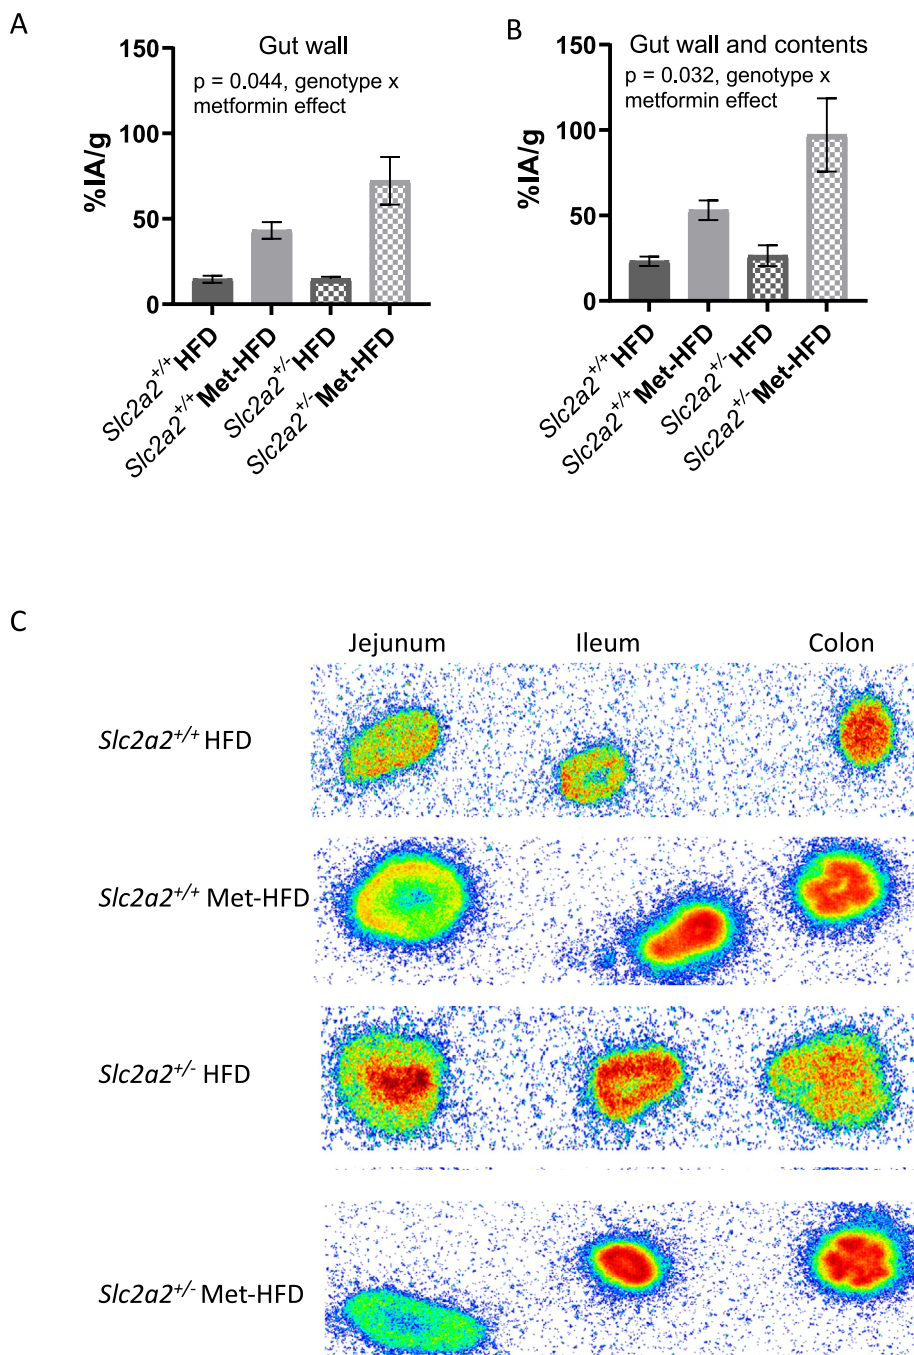 A
Gut wall
p = 0.044, genotype x
metformin effect
%IA/g
150
100
50
0
Slc2a2+/+ HFD
Slc2a2+/+ Met-HFD
Slc2a2+/- HFD
Slc2a2+/- Met-HFD
B
Gut wall and contents
p = 0.032, genotype x
metformin effect
%IA/g
150
100
50
0
Slc2a2+/+ HFD
Slc2a2+/+ Met-HFD
Slc2a2+/- HFD
Slc2a2+/- Met-HFD
C
Jejunum Ileum Colon
Slc2a2+/+ HFD
Slc2a2+/+ Met-HFD
Slc2a2+/- HFD
Slc2a2+/- Met-HFD